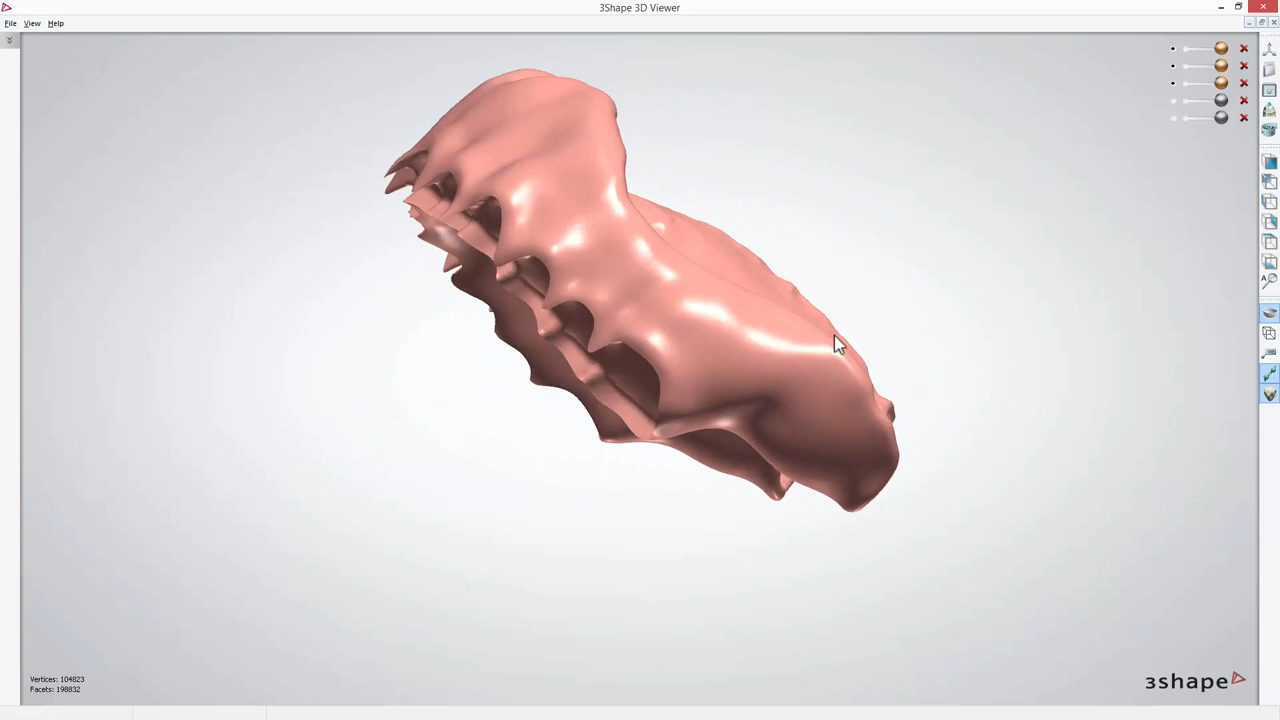 3Shape 3D Viewer
File View Help
A
Vertices: 104823
Facets: 198832
3shape